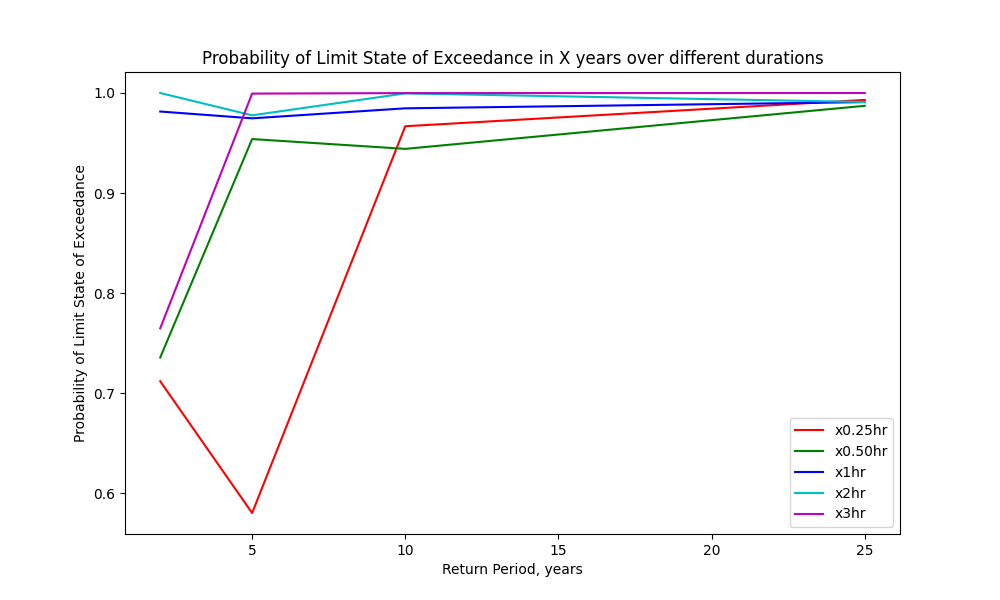 Probability of Limit State of Exceedance in X years over different durations
Probability of Limit State of Exceedance
1.0
0.9
0.8
0.7
0.6
x0.25hr
x0.50hr
x1hr
x2hr
x3hr
5 10 15 20 25
Return Period, years